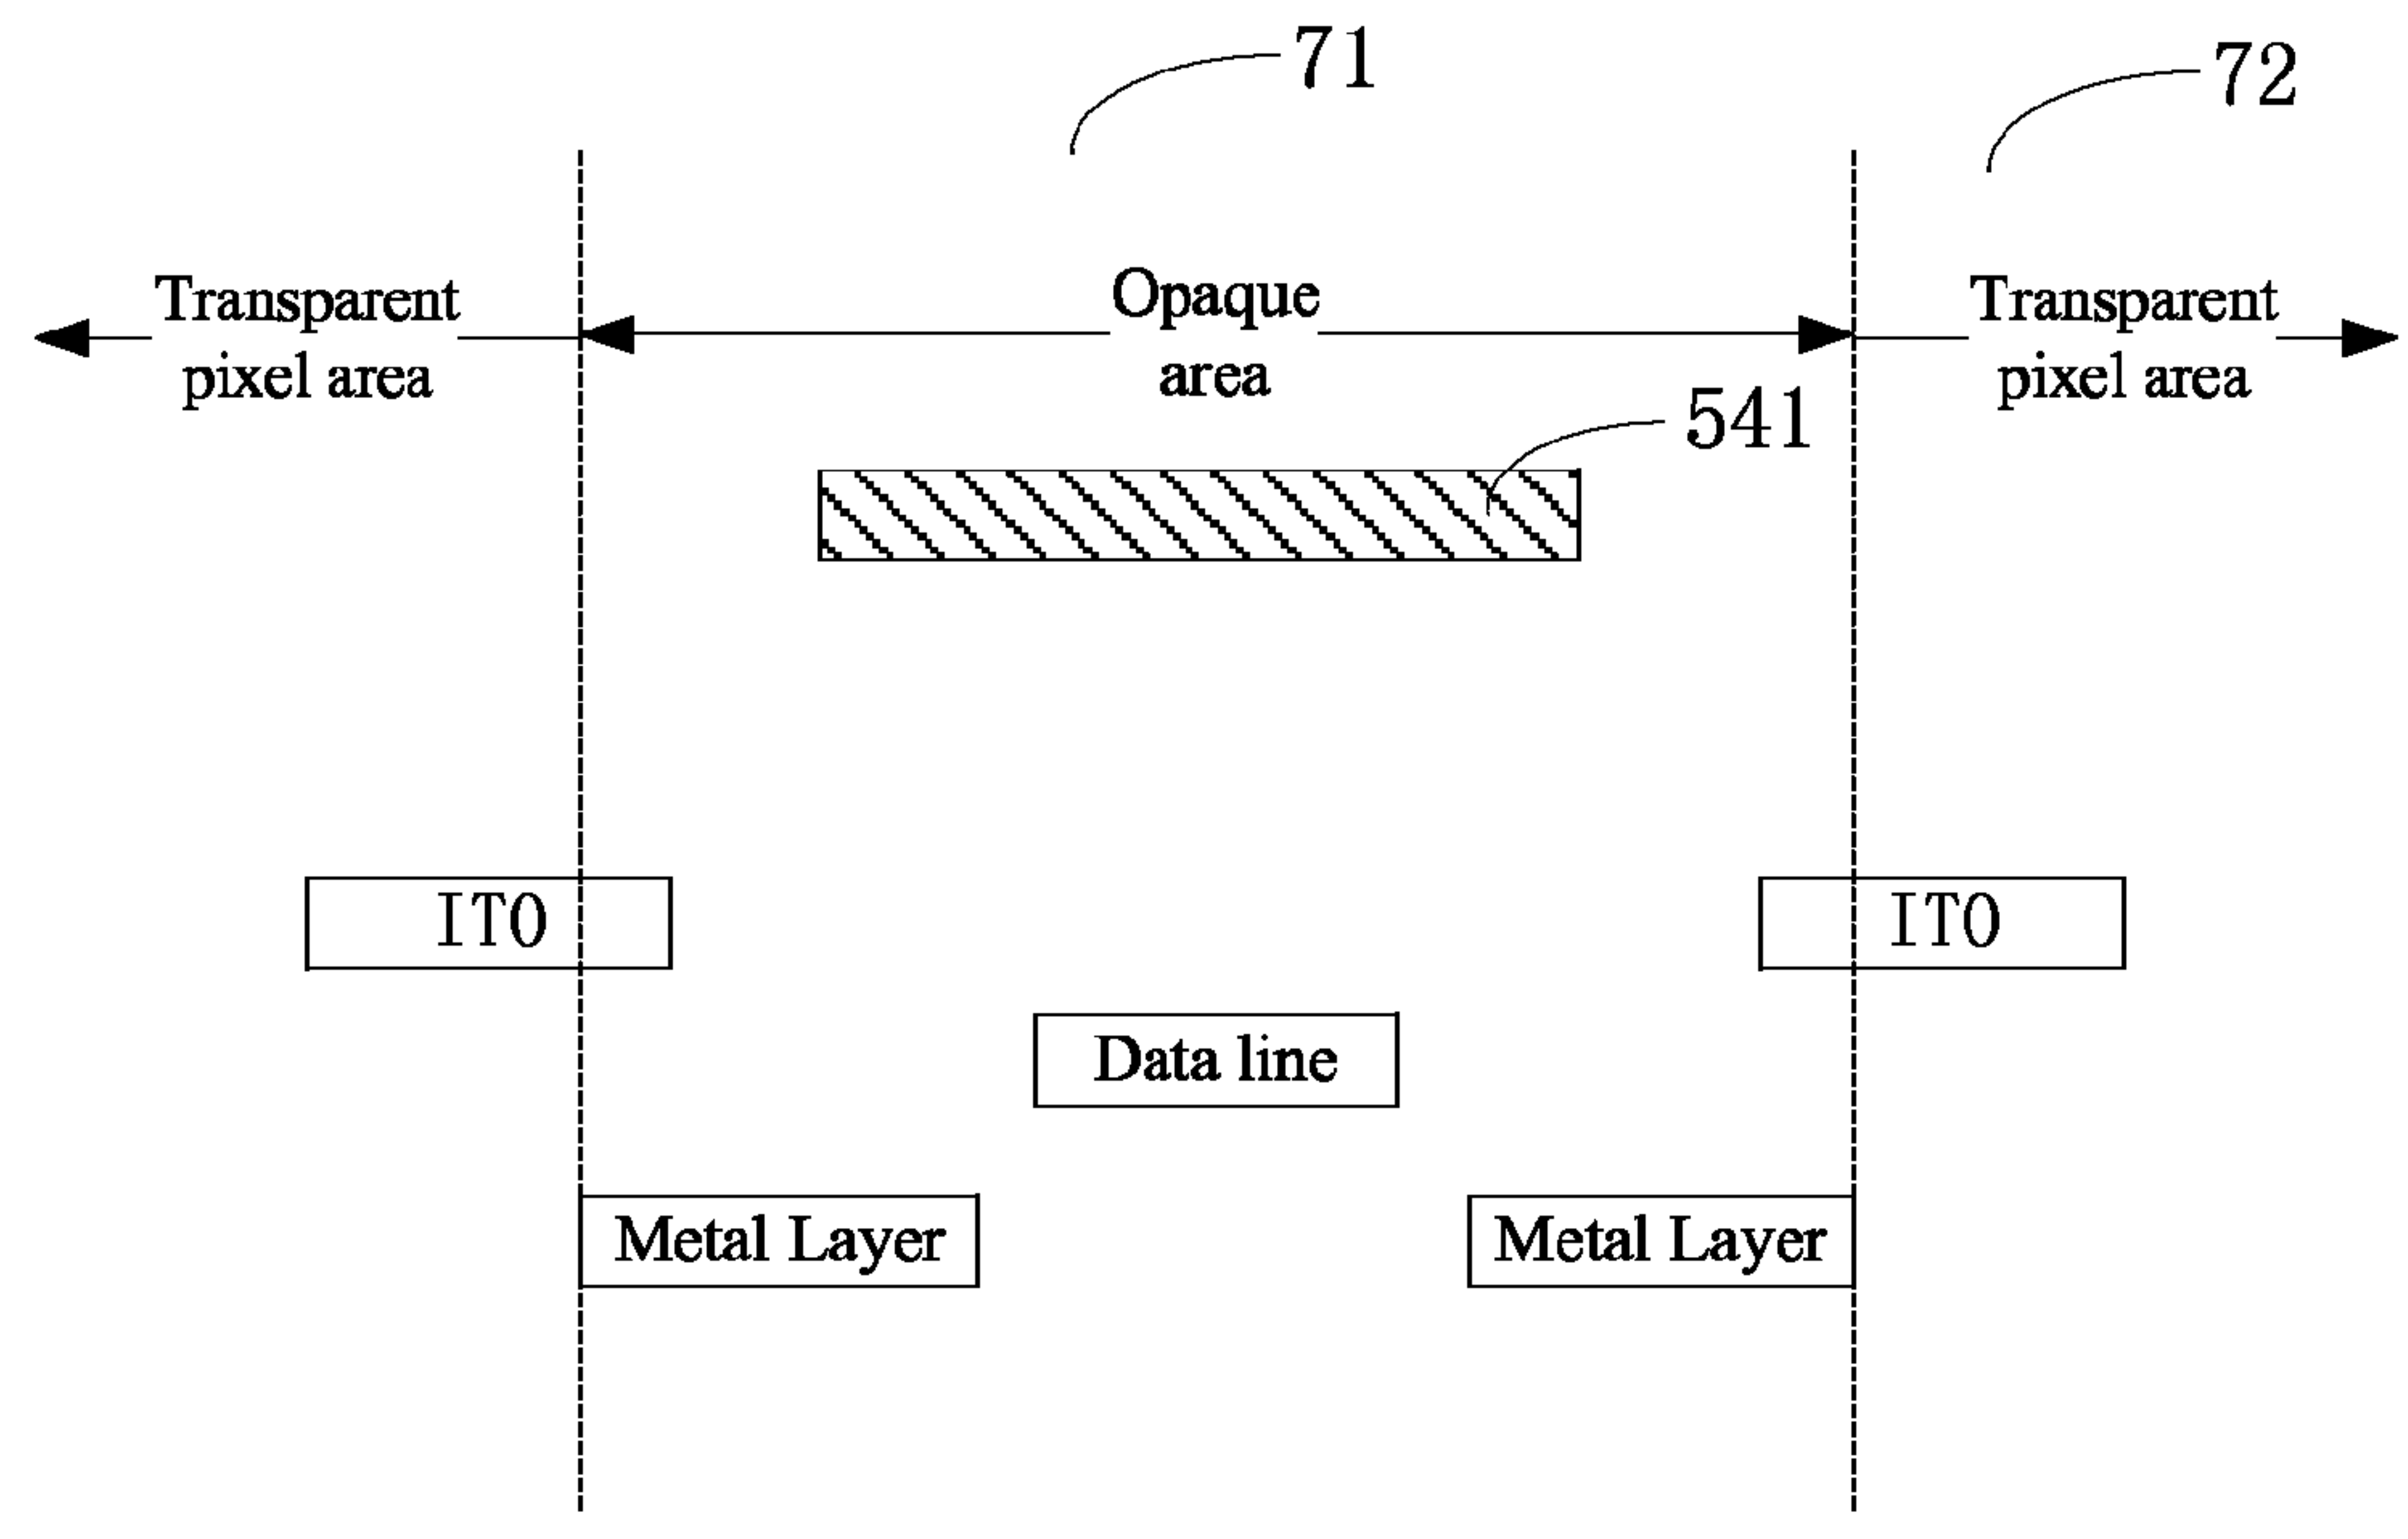 71
72
Transparent
pixel area
Opaque
area
Transparent
pixel area
541
ITO
ITO
Data line
Metal Layer
Metal Layer